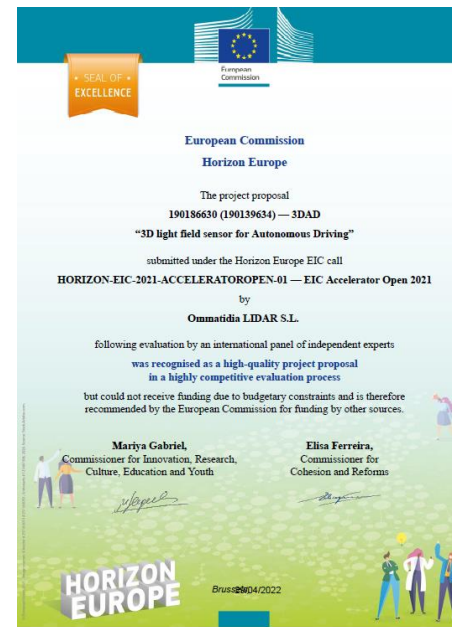 European
Commission
• SEAL OF •
EXCELLENCE
European Commission
Horizon Europe
The project proposal
190186630 (190139634) — 3DAD
“3D light field sensor for Autonomous Driving”
submitted under the Horizon Europe EIC call
HORIZON-EIC-2021-ACCELERATOROPEN-01 — EIC Accelerator Open 2021
by
Ommatidia LIDAR S.L.
following evaluation by an international panel of independent experts
was recognised as a high-quality project proposal
in a highly competitive evaluation process
but could not receive funding due to budgetary constraints and is therefore
recommended by the European Commission for funding by other sources.
Mariya Gabriel,
Commissioner for Innovation, Research,
Culture, Education and Youth
Elisa Ferreira,
Commissioner for
Cohesion and Reforms
HORIZON
EUROPE
04/2022